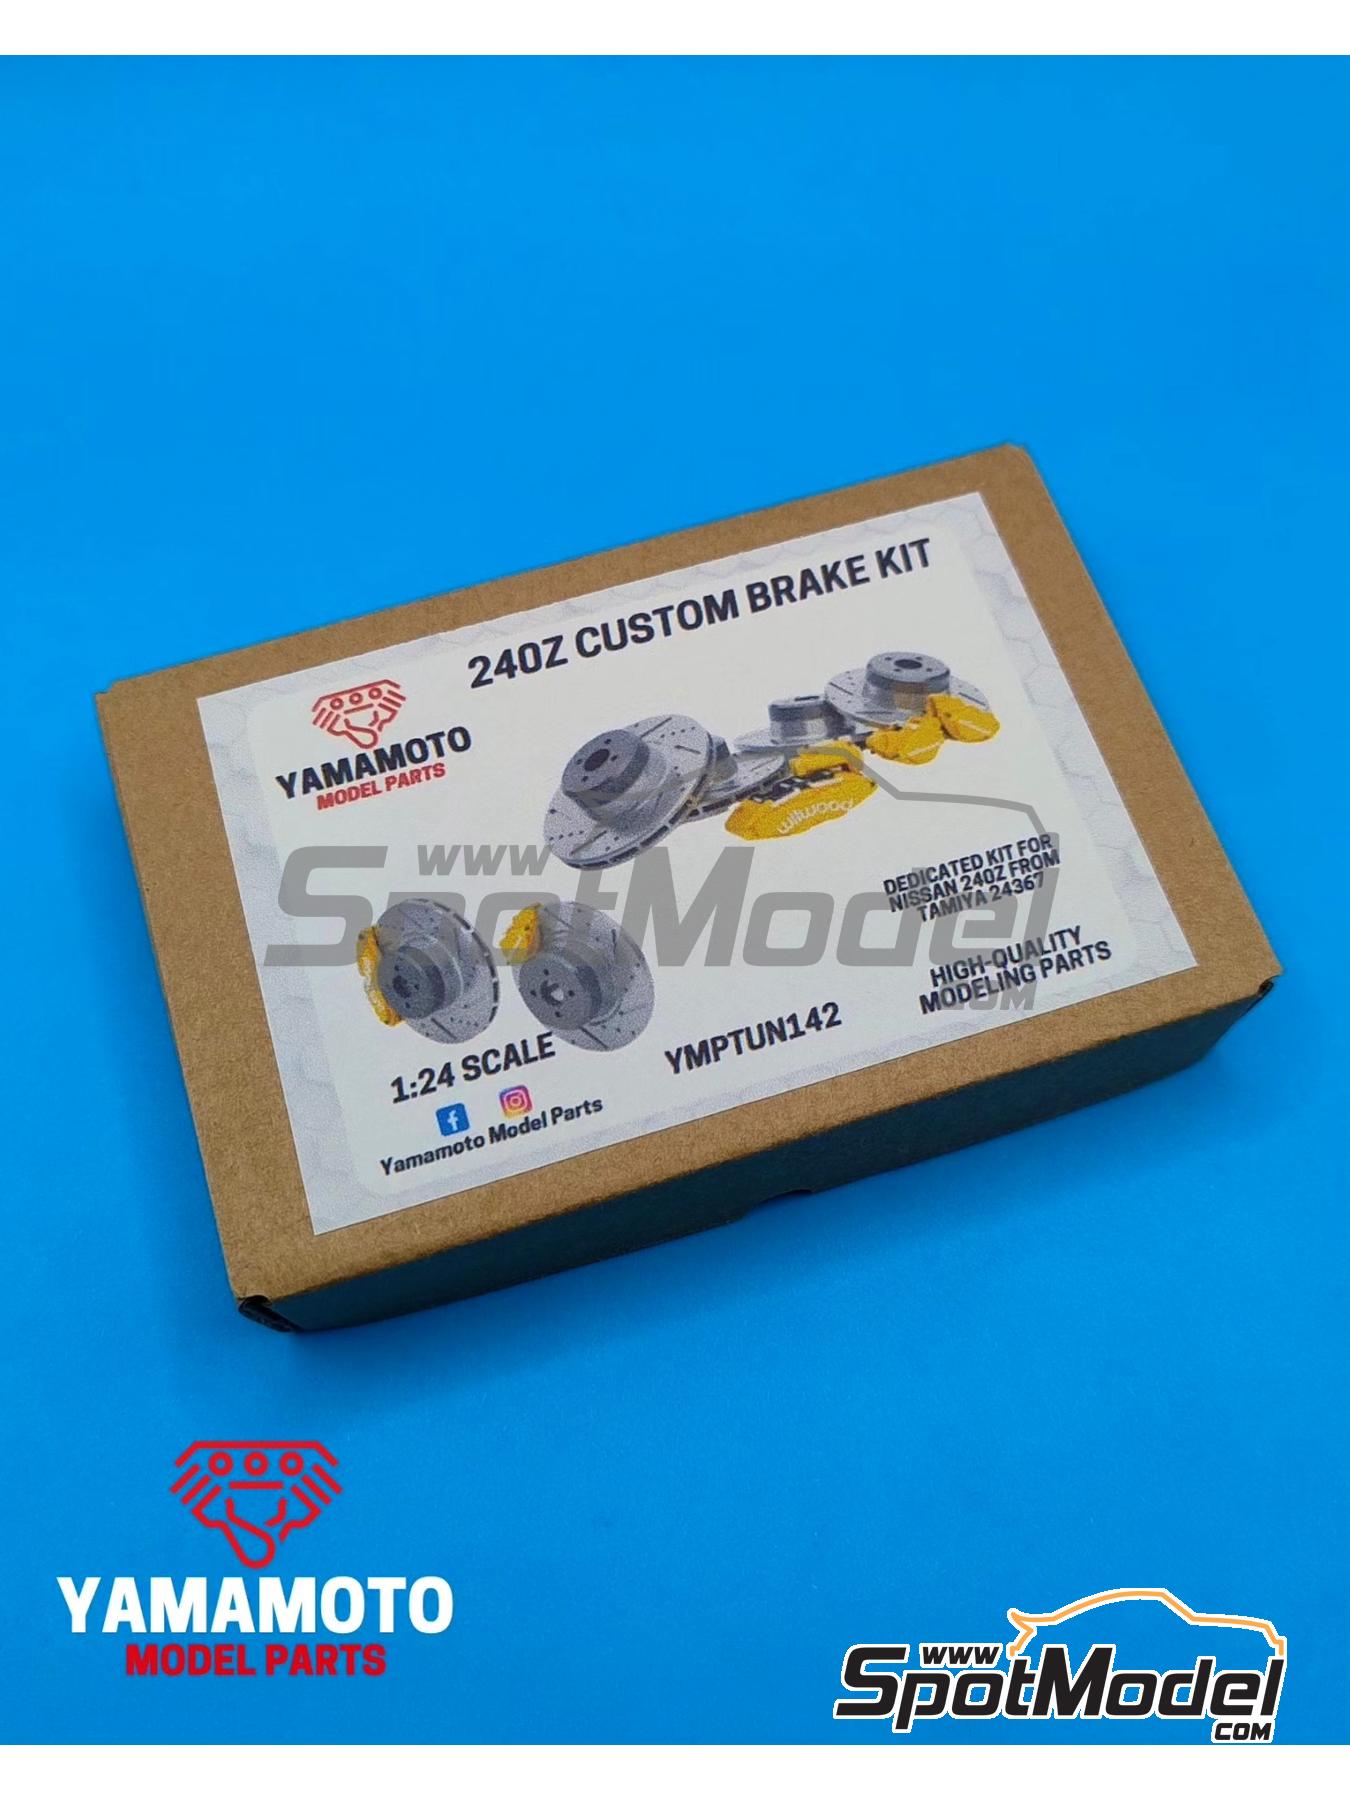 240Z CUSTOM BRAKE KIT
YAMAMOTO
MODEL PARTS
wilwood
DEDICATED KIT FOR
NISSAN 240Z FROM
TAMIYA 24367
www
SpotModel
.COM
HIGH-QUALITY
MODELING PARTS
1:24 SCALE
YMPTUN142
Yamamoto Model Parts
YAMAMOTO
MODEL PARTS
www
SpotModel
.COM